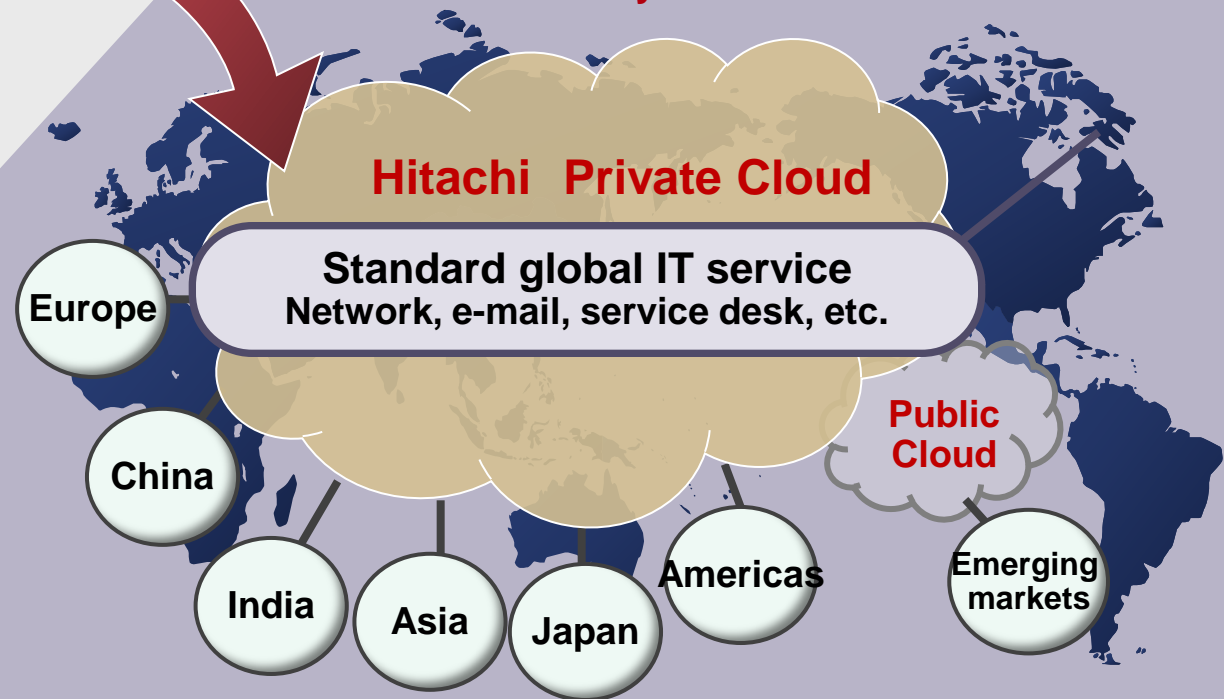 Hitachi Private Cloud
Standard global IT service
Network, e-mail, service desk, etc.
Europe
China
India
Asia
Japan
Americas
Public
Cloud
Emerging
markets